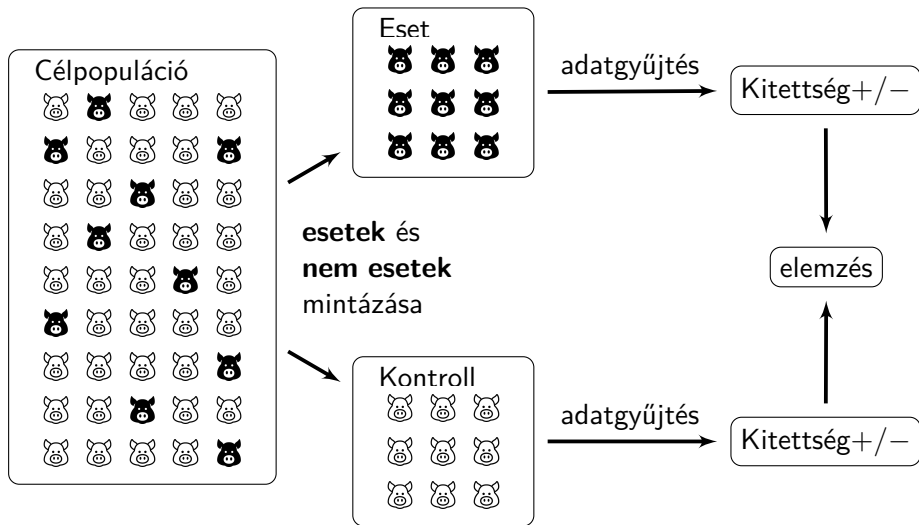 Célpopuláció
Eset
adatgyűjtés
Kitettség+/−
esetek és
nem esetek
mintázása
elemzés
Kontroll
adatgyűjtés
Kitettség+/−